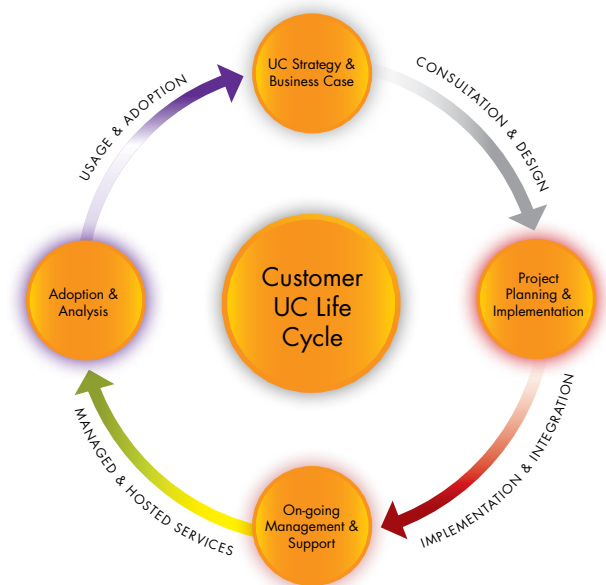 UC Strategy &
Business Case
CONSULTATION & DESIGN
Project
Planning &
Implementation
IMPLEMENTATION & INTEGRATION
On-going
Management &
Support
MANAGED & HOSTED SERVICES
Adoption &
Analysis
USAGE & ADOPTION
Customer
UC Life
Cycle